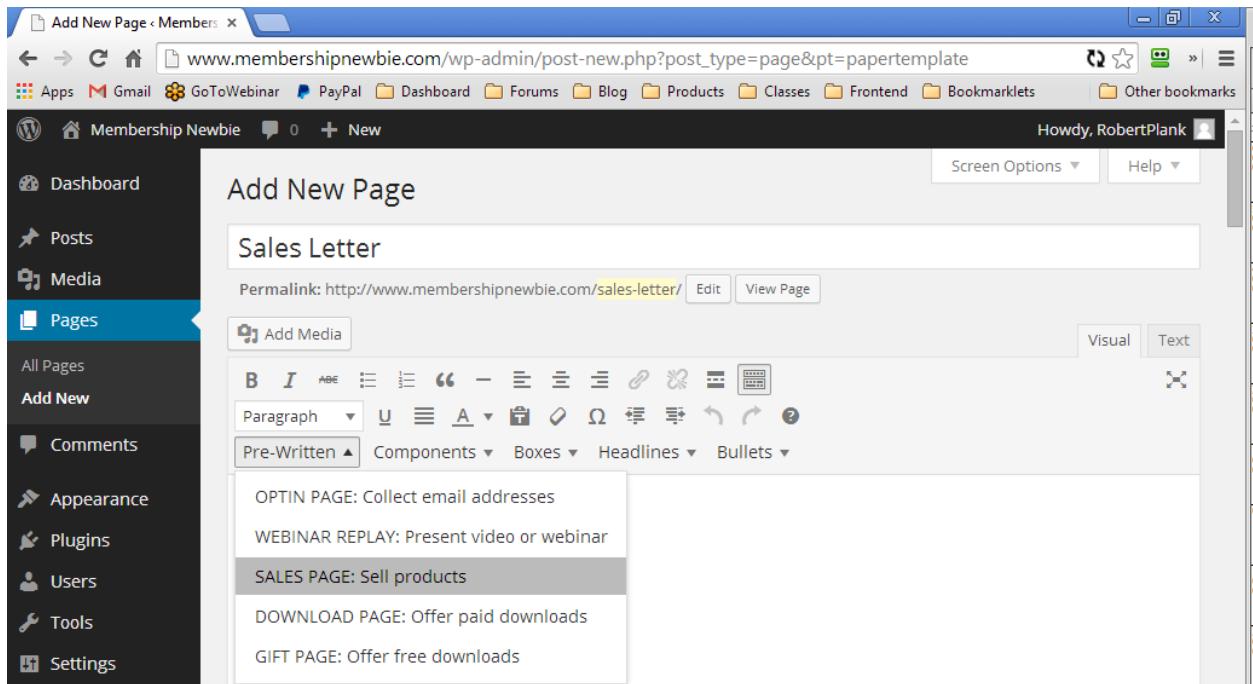 Add New Page ‹ Members
www.membershipnewbie.com/wp-admin/post-new.php?post_type=page&pt=papertemplate
Apps Gmail GoToWebinar PayPal Dashboard Forums Blog Products Classes Frontend Bookmarklets Other bookmarks
Membership Newbie 0 + New Howdy, RobertPlank
Screen Options Help
Dashboard
Posts
Media
Pages
All Pages
Add New
Comments
Appearance
Plugins
Users
Tools
Settings
Add New Page
Sales Letter
Permalink: http://www.membershipnewbie.com/sales-letter/ Edit View Page
Add Media
Visual Text
B I ABC
Paragraph U A Ω
Pre-Written Components Boxes Headlines Bullets
OPTIN PAGE: Collect email addresses
WEBINAR REPLAY: Present video or webinar
SALES PAGE: Sell products
DOWNLOAD PAGE: Offer paid downloads
GIFT PAGE: Offer free downloads